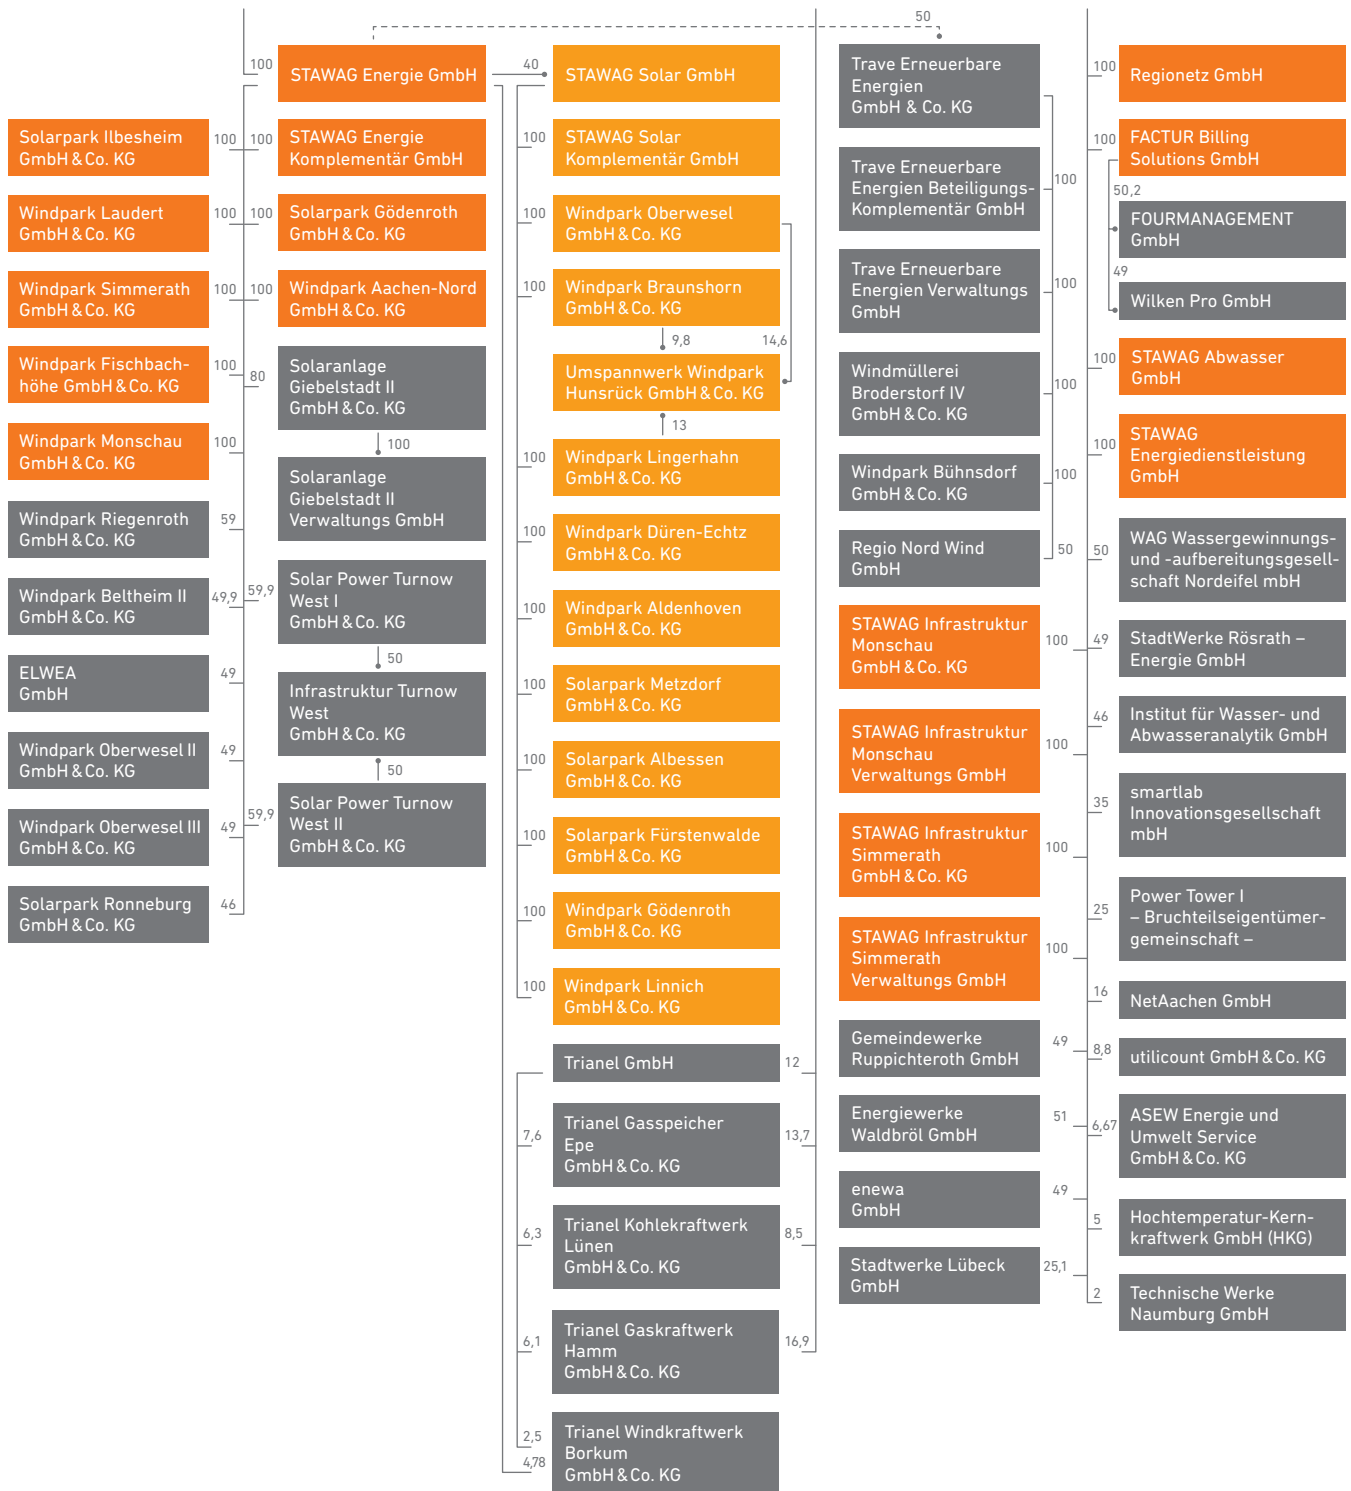 50
100
STAWAG Energie GmbH
40
STAWAG Solar GmbH
Solarpark Ilbesheim
GmbH & Co. KG
100
100
STAWAG Energie
Komplementär GmbH
Windpark Laudert
GmbH & Co. KG
100
100
Solarpark Gödenroth
GmbH & Co. KG
Windpark Simmerath
GmbH & Co. KG
100
100
Windpark Aachen-Nord
GmbH & Co. KG
Windpark Fischbach-
höhe GmbH & Co. KG
100
80
Solaranlage
Giebelstadt II
GmbH & Co. KG
100
Windpark Monschau
GmbH & Co. KG
100
Solaranlage
Giebelstadt II
Verwaltungs GmbH
Windpark Riegenroth
GmbH & Co. KG
59
Windpark Beltheim II
GmbH & Co. KG
49,9
59,9
Solar Power Turnow
West I
GmbH & Co. KG
50
ELWEA
GmbH
49
Infrastruktur Turnow
West
GmbH & Co. KG
50
Windpark Oberwesel II
GmbH & Co. KG
49
Windpark Oberwesel III
GmbH & Co. KG
49
59,9
Solar Power Turnow
West II
GmbH & Co. KG
Solarpark Ronneburg
GmbH & Co. KG
46
100
STAWAG Solar
Komplementär GmbH
100
Windpark Oberwesel
GmbH & Co. KG
100
Windpark Braunshorn
GmbH & Co. KG
9,8
14,6
Umspannwerk Windpark
Hunsrück GmbH & Co. KG
13
100
Windpark Lingerhahn
GmbH & Co. KG
100
Windpark Düren-Echtz
GmbH & Co. KG
100
Windpark Aldenhoven
GmbH & Co. KG
100
Solarpark Metzdorf
GmbH & Co. KG
100
Solarpark Albessen
GmbH & Co. KG
100
Solarpark Fürstenwalde
GmbH & Co. KG
100
Windpark Gödenroth
GmbH & Co. KG
100
Windpark Linnich
GmbH & Co. KG
Trianel GmbH
12
7,6
Trianel Gasspeicher
Epe
GmbH & Co. KG
13,7
6,3
Trianel Kohlekraftwerk
Lünen
GmbH & Co. KG
8,5
6,1
Trianel Gaskraftwerk
Hamm
GmbH & Co. KG
16,9
2,5
4,78
Trianel Windkraftwerk
Borkum
GmbH & Co. KG
Trave Erneuerbare
Energien
GmbH & Co. KG
Trave Erneuerbare
Energien Beteiligungs-
Komplementär GmbH
100
Trave Erneuerbare
Energien Verwaltungs
GmbH
100
Windmüllerei
Broderstorf IV
GmbH & Co. KG
100
Windpark Bühnsdorf
GmbH & Co. KG
100
Regio Nord Wind
GmbH
50
STAWAG Infrastruktur
Monschau
GmbH & Co. KG
100
STAWAG Infrastruktur
Monschau
Verwaltungs GmbH
100
STAWAG Infrastruktur
Simmerath
GmbH & Co. KG
100
STAWAG Infrastruktur
Simmerath
Verwaltungs GmbH
100
Gemeindewerke
Ruppichteroth GmbH
49
Energiewerke
Waldbröl GmbH
51
enewa
GmbH
49
Stadtwerke Lübeck
GmbH
25,1
100
Regionetz GmbH
100
FACTUR Billing
Solutions GmbH
50,2
FOURMANAGEMENT
GmbH
49
Wilken Pro GmbH
100
STAWAG Abwasser
GmbH
100
STAWAG
Energiedienstleistung
GmbH
50
WAG Wassergewinnungs-
und -aufbereitungsgesell-
schaft Nordeifel mbH
49
StadtWerke Rösrath –
Energie GmbH
46
Institut für Wasser- und
Abwasseranalytik GmbH
35
smartlab
Innovationsgesellschaft
mbH
25
Power Tower I
– Bruchteilseigentümer-
gemeinschaft –
16
NetAachen GmbH
8,8
utilicount GmbH & Co. KG
6,67
ASEW Energie und
Umwelt Service
GmbH & Co. KG
5
Hochtemperatur-Kern-
kraftwerk GmbH (HKG)
2
Technische Werke
Naumburg GmbH